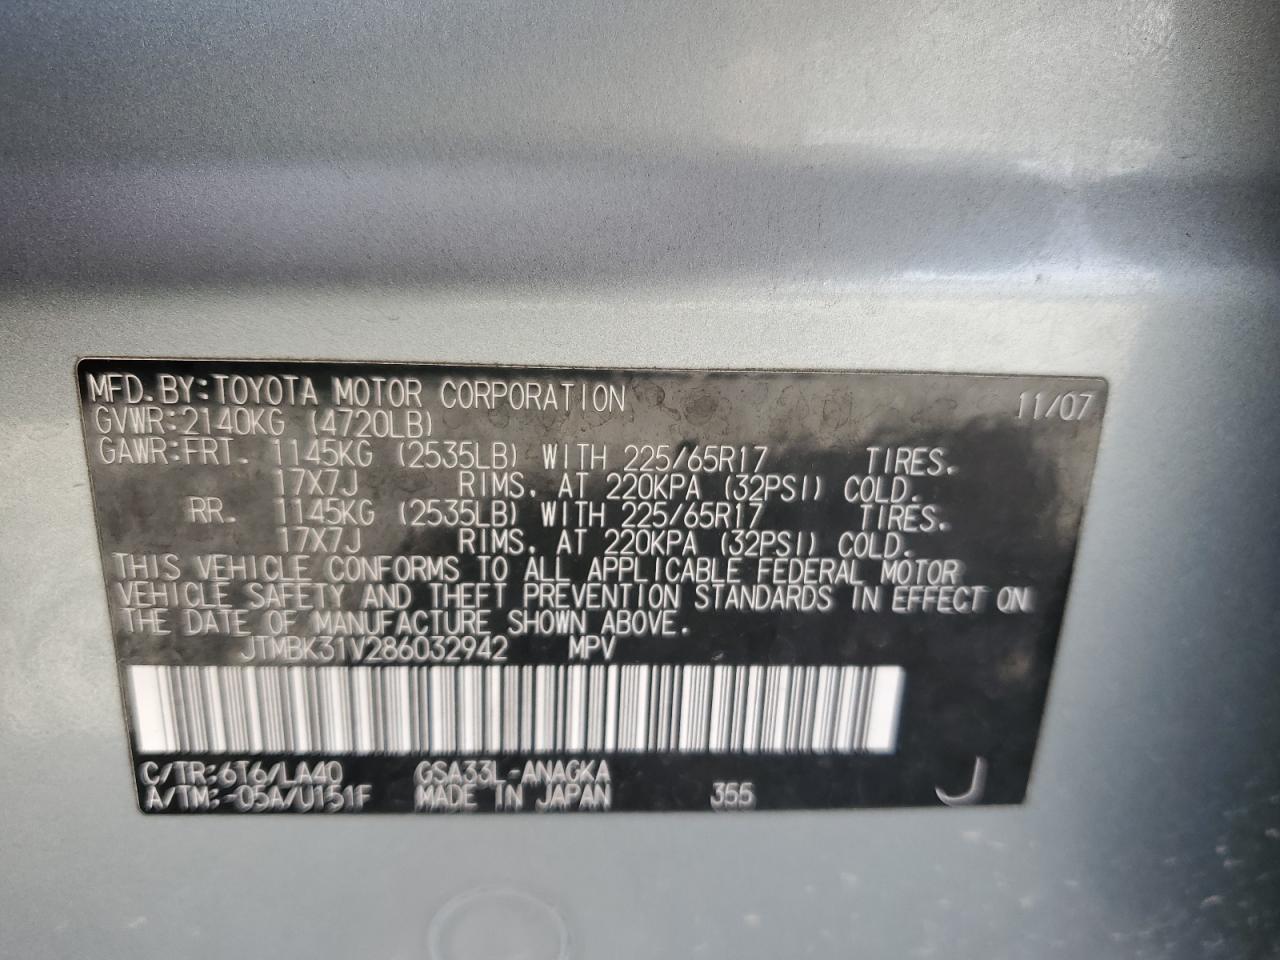 MFD.BY:TOYOTA MOTOR CORPORATION 11/07
GVWR:2140KG (4720LB)
GAWR:FRT. 1145KG (2535LB) WITH 225/65R17 TIRES.
17X7J RIMS. AT 220KPA (32PSI) COLD.
RR. 1145KG (2535LB) WITH 225/65R17 TIRES.
17X7J RIMS. AT 220KPA (32PSI) COLD.
THIS VEHICLE CONFORMS TO ALL APPLICABLE FEDERAL MOTOR
VEHICLE SAFETY AND THEFT PREVENTION STANDARDS IN EFFECT ON
THE DATE OF MANUFACTURE SHOWN ABOVE.
JTMBK31V286032942 MPV
C/TR:6T6/LA40 GSA33L-ANAGKA
A/TM:-05A/U151F MADE IN JAPAN 355 J